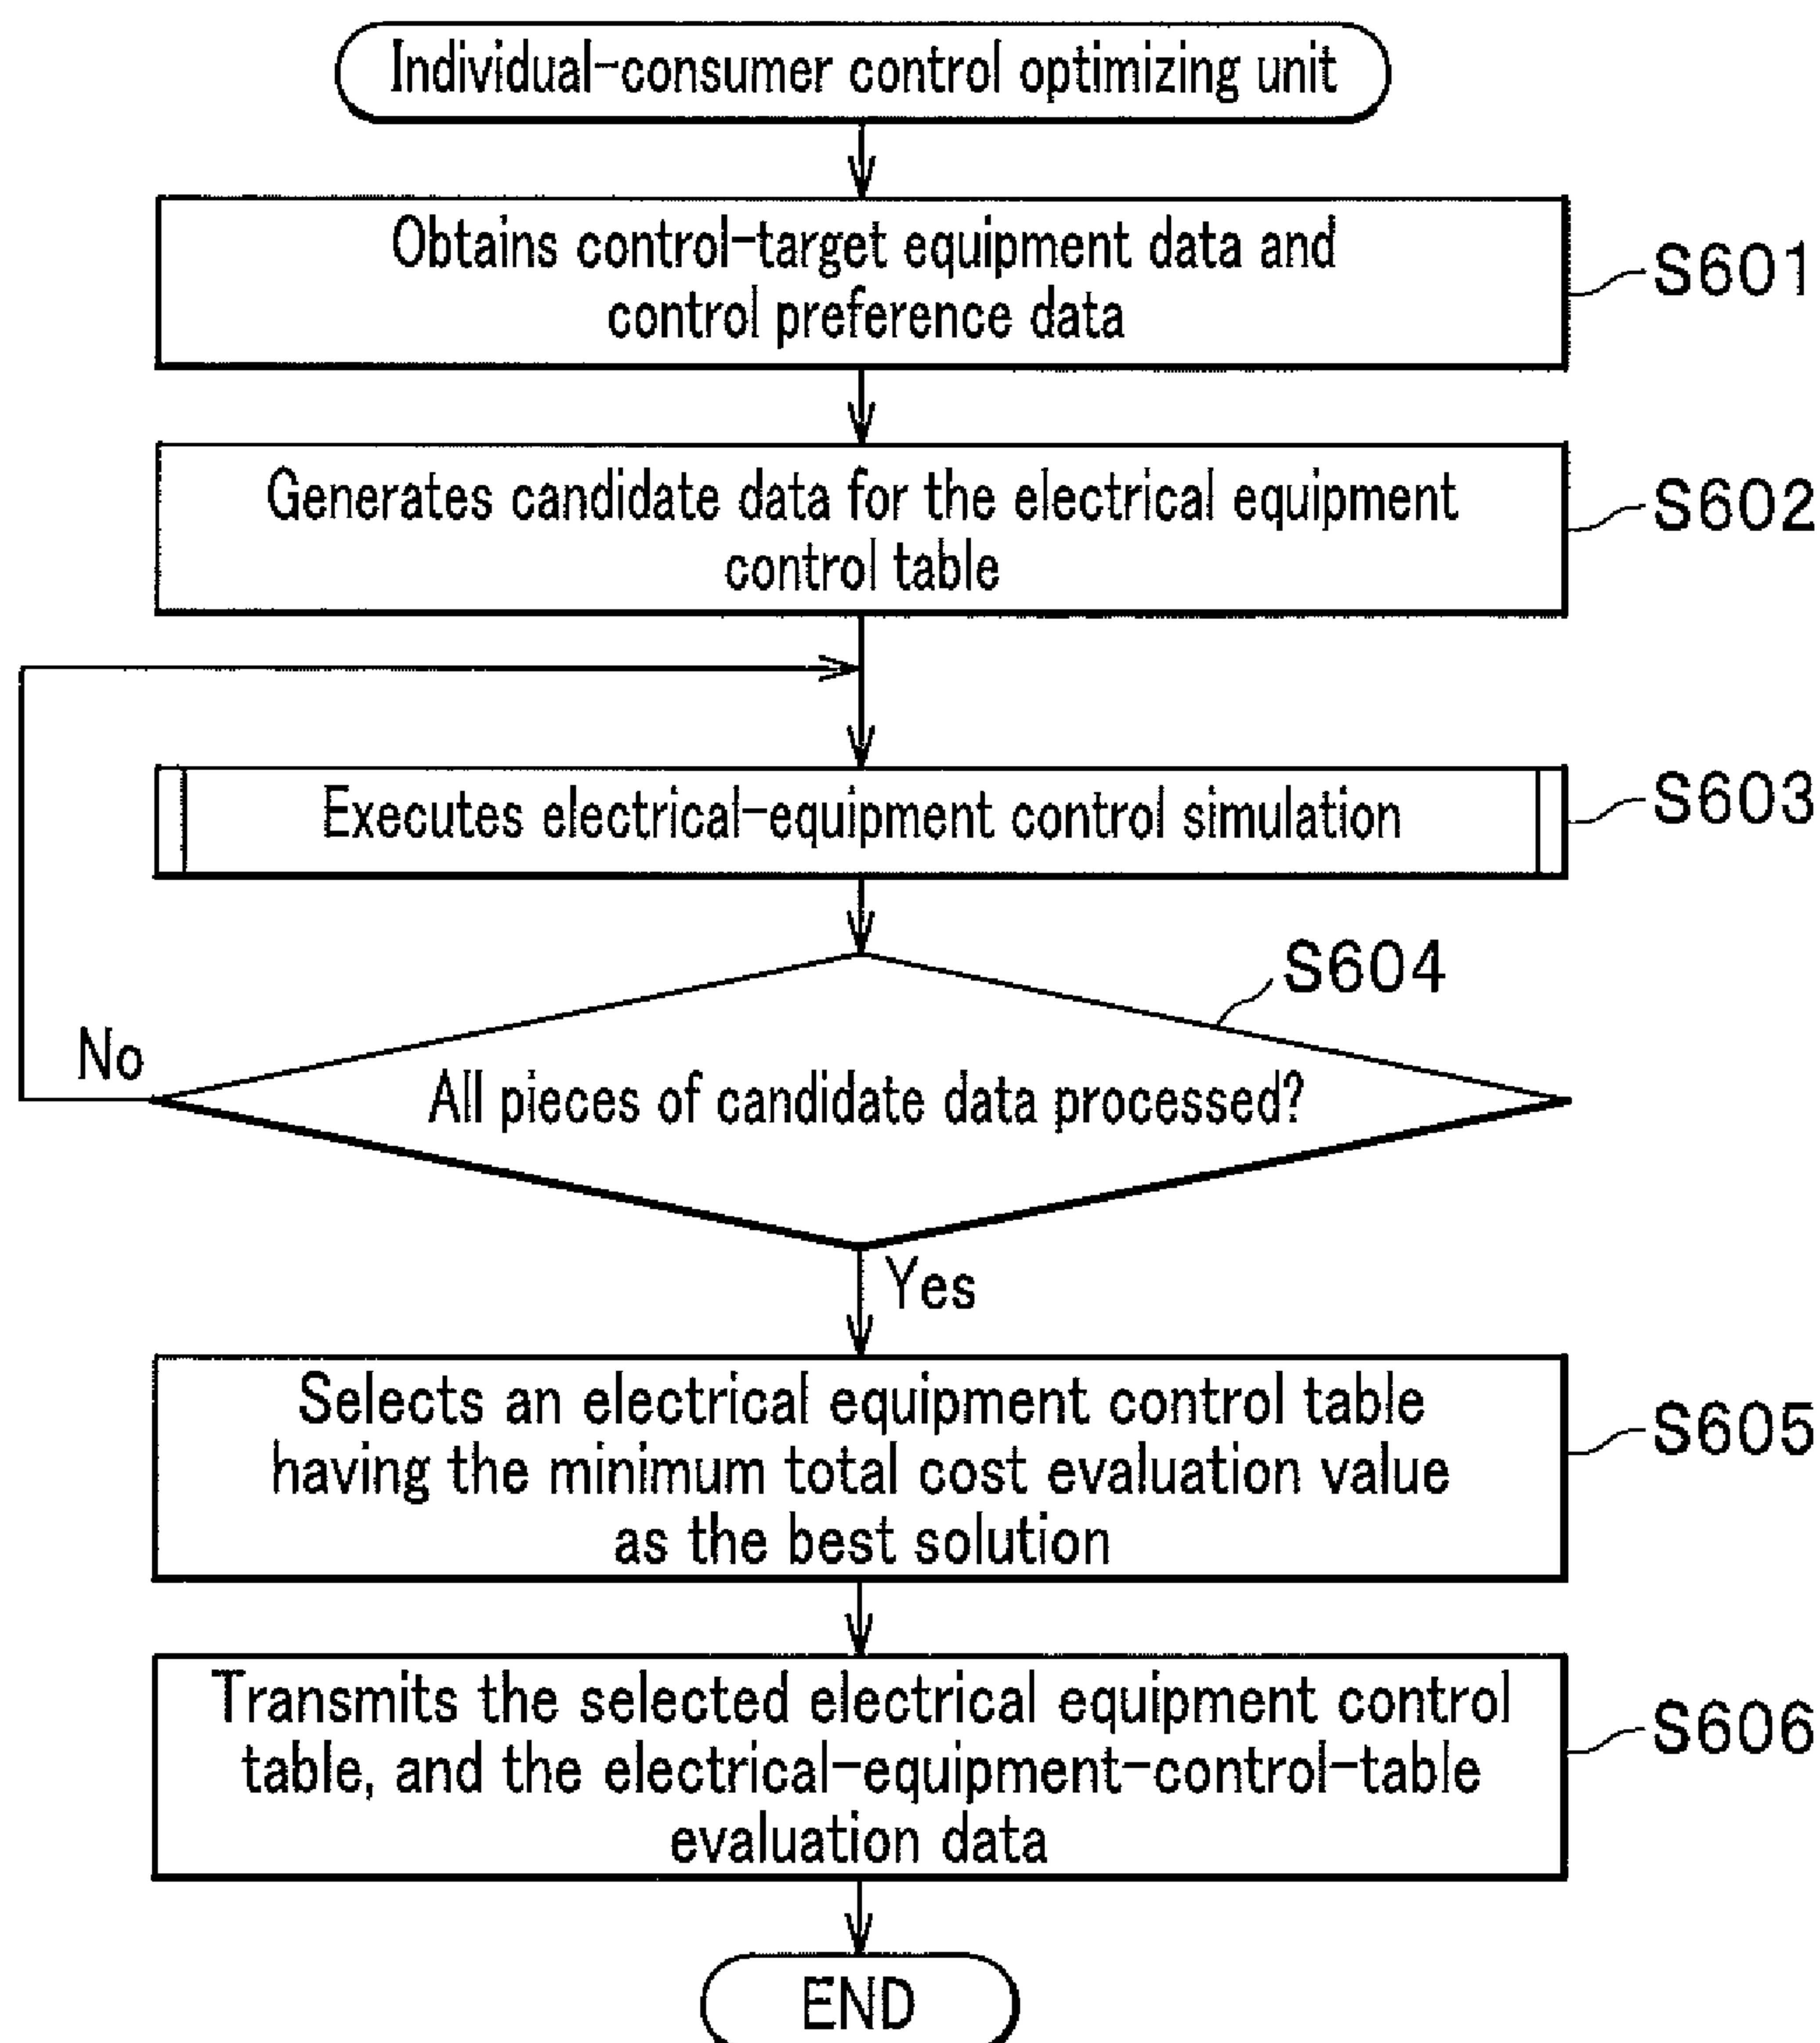 Individual-consumer control optimizing unit
Obtains control-target equipment data and
control preference data
S601
Generates candidate data for the electrical equipment
control table
S602
Executes electrical-equipment control simulation
S603
S604
No
All pieces of candidate data processed?
Yes
Selects an electrical equipment control table
having the minimum total cost evaluation value
as the best solution
S605
Transmits the selected electrical equipment control
table, and the electrical-equipment-control-table
evaluation data
S606
END